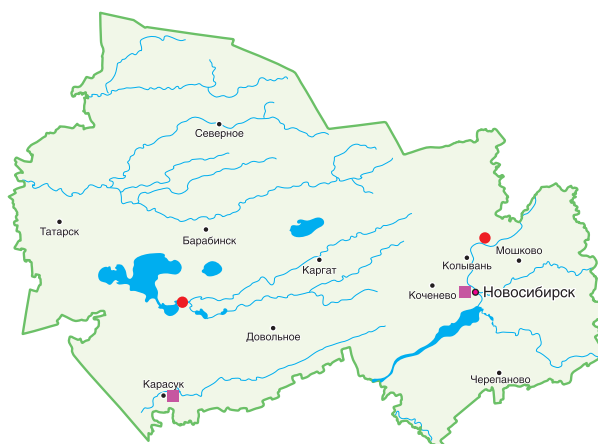 Северное
Татарск
Барабинск
Каргат
Мошково
Колывань
Коченево
Новосибирск
Довольное
Черепаново
Карасук